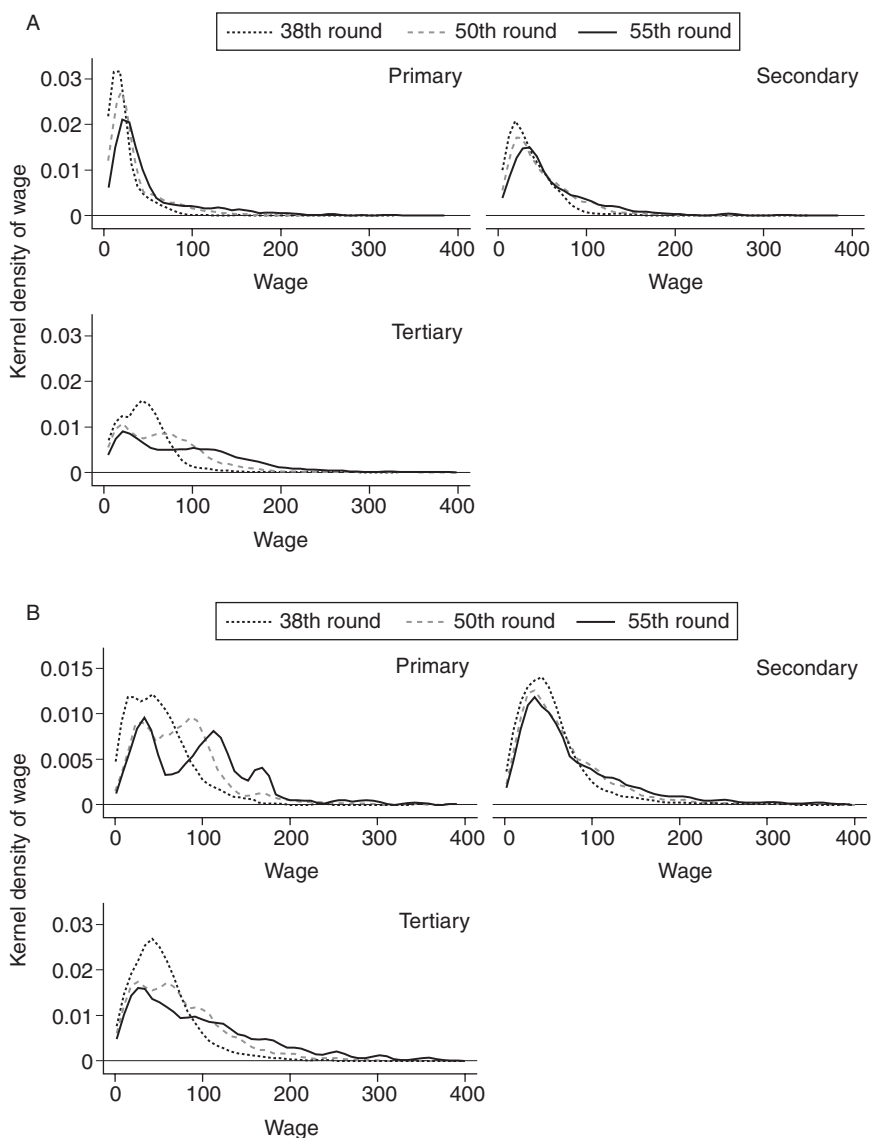 A
38th round 50th round 55th round
Primary
Secondary
0.03
0.02
0.01
0
0 100 200 300 400
0 100 200 300 400
Wage
Wage
Kernel density of wage
Tertiary
0.03
0.02
0.01
0
0 100 200 300 400
Wage
B
38th round 50th round 55th round
Primary
Secondary
0.015
0.010
0.005
0
0 100 200 300 400
0 100 200 300 400
Wage
Wage
Kernel density of wage
Tertiary
0.03
0.02
0.01
0
0 100 200 300 400
Wage